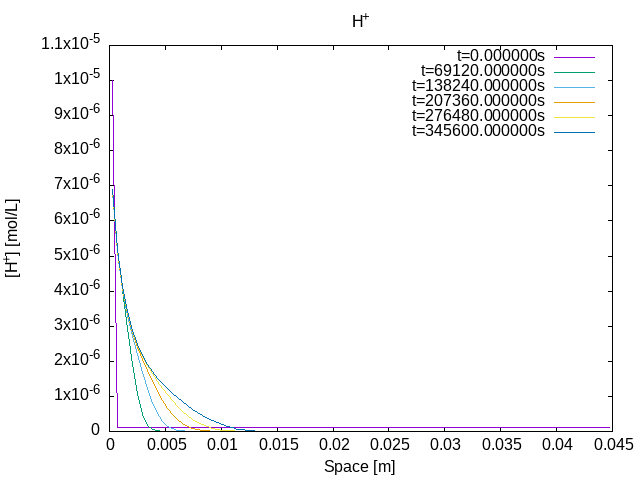 H⁺
1.1x10⁻⁵
1x10⁻⁵
9x10⁻⁶
8x10⁻⁶
7x10⁻⁶
6x10⁻⁶
5x10⁻⁶
4x10⁻⁶
3x10⁻⁶
2x10⁻⁶
1x10⁻⁶
0
[H⁺] [mol/L]
t=0.000000s
t=69120.000000s
t=138240.000000s
t=207360.000000s
t=276480.000000s
t=345600.000000s
0 0.005 0.01 0.015 0.02 0.025 0.03 0.035 0.04 0.045
Space [m]